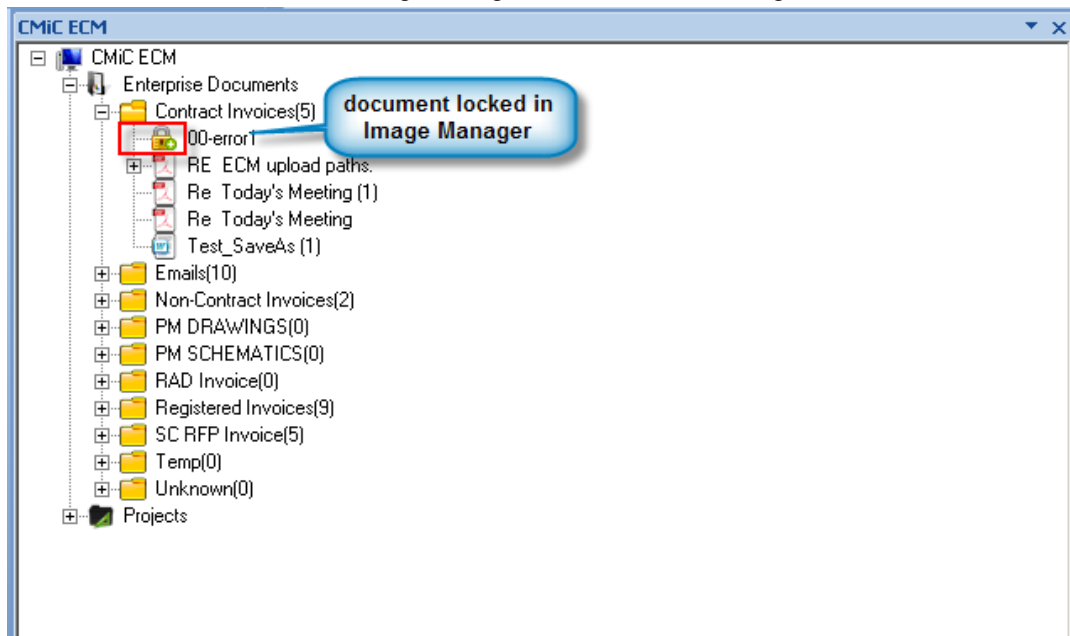 CMiC ECM
CMiC ECM
Enterprise Documents
Contract Invoices(5)
document locked in
Image Manager
00-error1
RE ECM upload paths.
Re Today's Meeting (1)
Re Today's Meeting
Test_SaveAs (1)
Emails(10)
Non-Contract Invoices(2)
PM DRAWINGS(0)
PM SCHEMATICS(0)
RAD Invoice(0)
Registered Invoices(9)
SC RFP Invoice(5)
Temp(0)
Unknown(0)
Projects